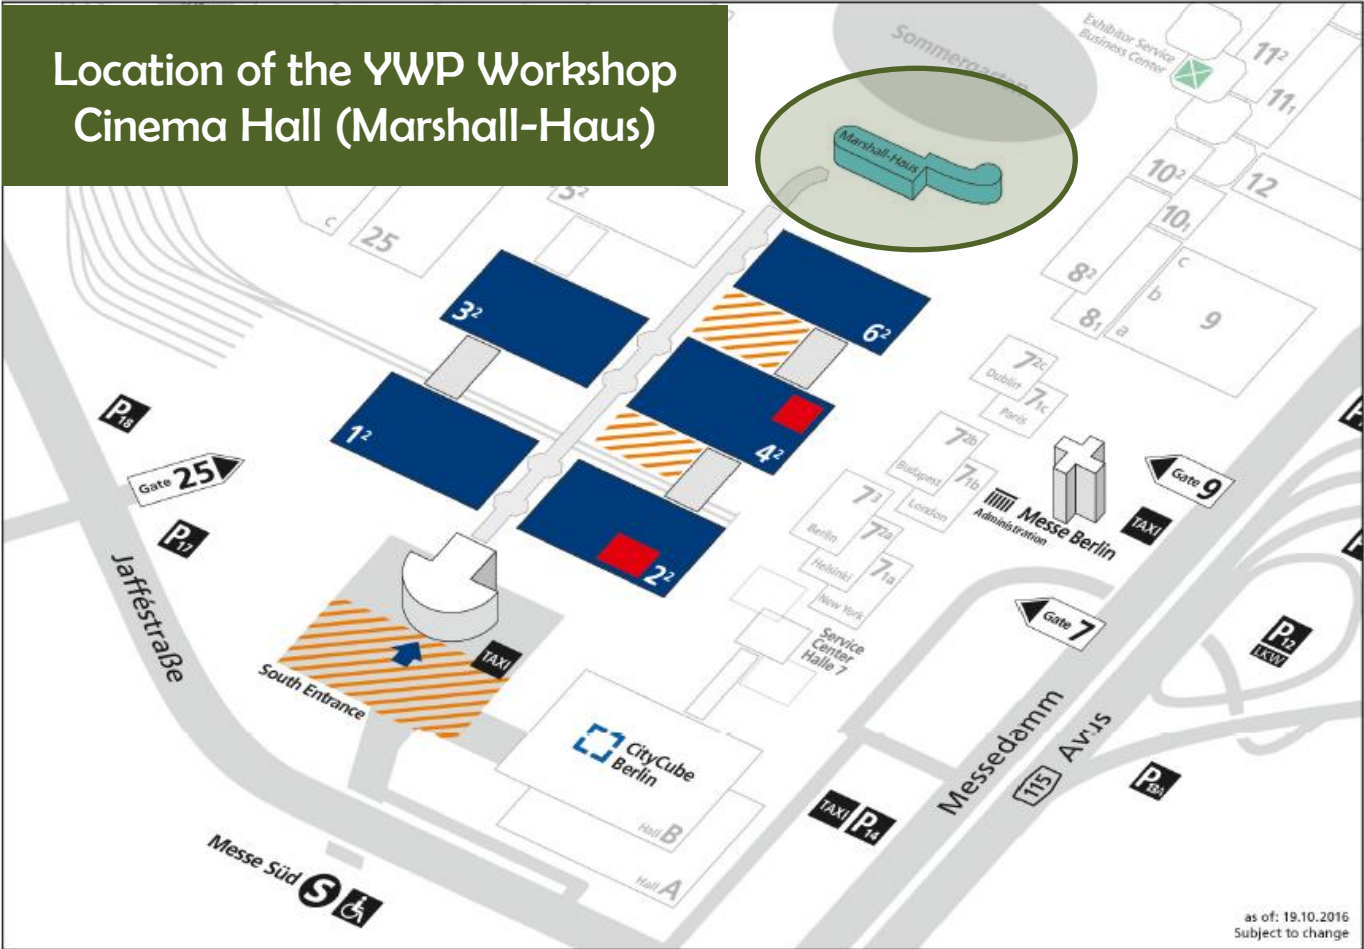 Location of the YWP Workshop
Cinema Hall (Marshall-Haus)
Sommergarten
Exhibitor Service
Business Center
11²
11₁
Marshall-Haus
10²
12
10₁
5²
c
25
8²
c
b
9
8₁
a
3²
6²
7²ᶜ
Dublin
7₁c
Paris
P18
1²
4²
7²ᵇ
Budapest
7₁b
London
Gate 25
Gate 9
7³
Berlin
7²ᵃ
Helsinki
7₁a
New York
Messe Berlin
Administration
TAXI
P17
2²
Jafféstraße
Gate 7
Service
Center
Halle 7
P12
LKW
TAXI
South Entrance
CityCube
Berlin
Messedamm
115 Avus
Hall B
Hall A
TAXI P14
Messe Süd S
as of: 19.10.2016
Subject to change